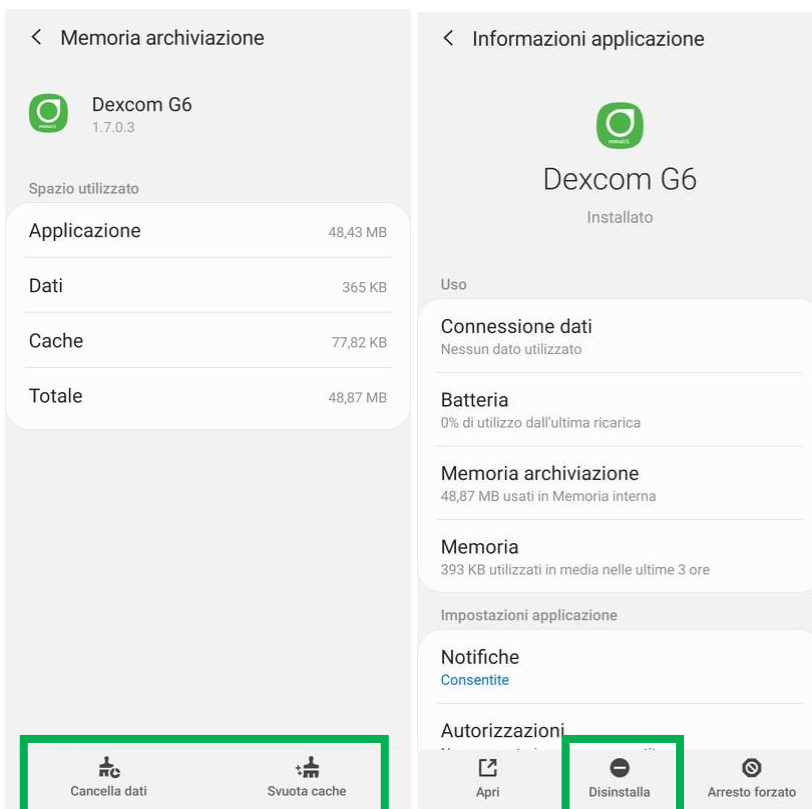 Memoria archiviazione
Dexcom G6
1.7.0.3
Spazio utilizzato
Applicazione 48,43 MB
Dati 365 KB
Cache 77,82 KB
Totale 48,87 MB
Cancella dati Svuota cache
Informazioni applicazione
Dexcom G6
Installato
Uso
Connessione dati
Nessun dato utilizzato
Batteria
0% di utilizzo dall'ultima ricarica
Memoria archiviazione
48,87 MB usati in Memoria interna
Memoria
393 KB utilizzati in media nelle ultime 3 ore
Impostazioni applicazione
Notifiche
Consentite
Autorizzazioni
Apri Disinstalla Arresto forzato